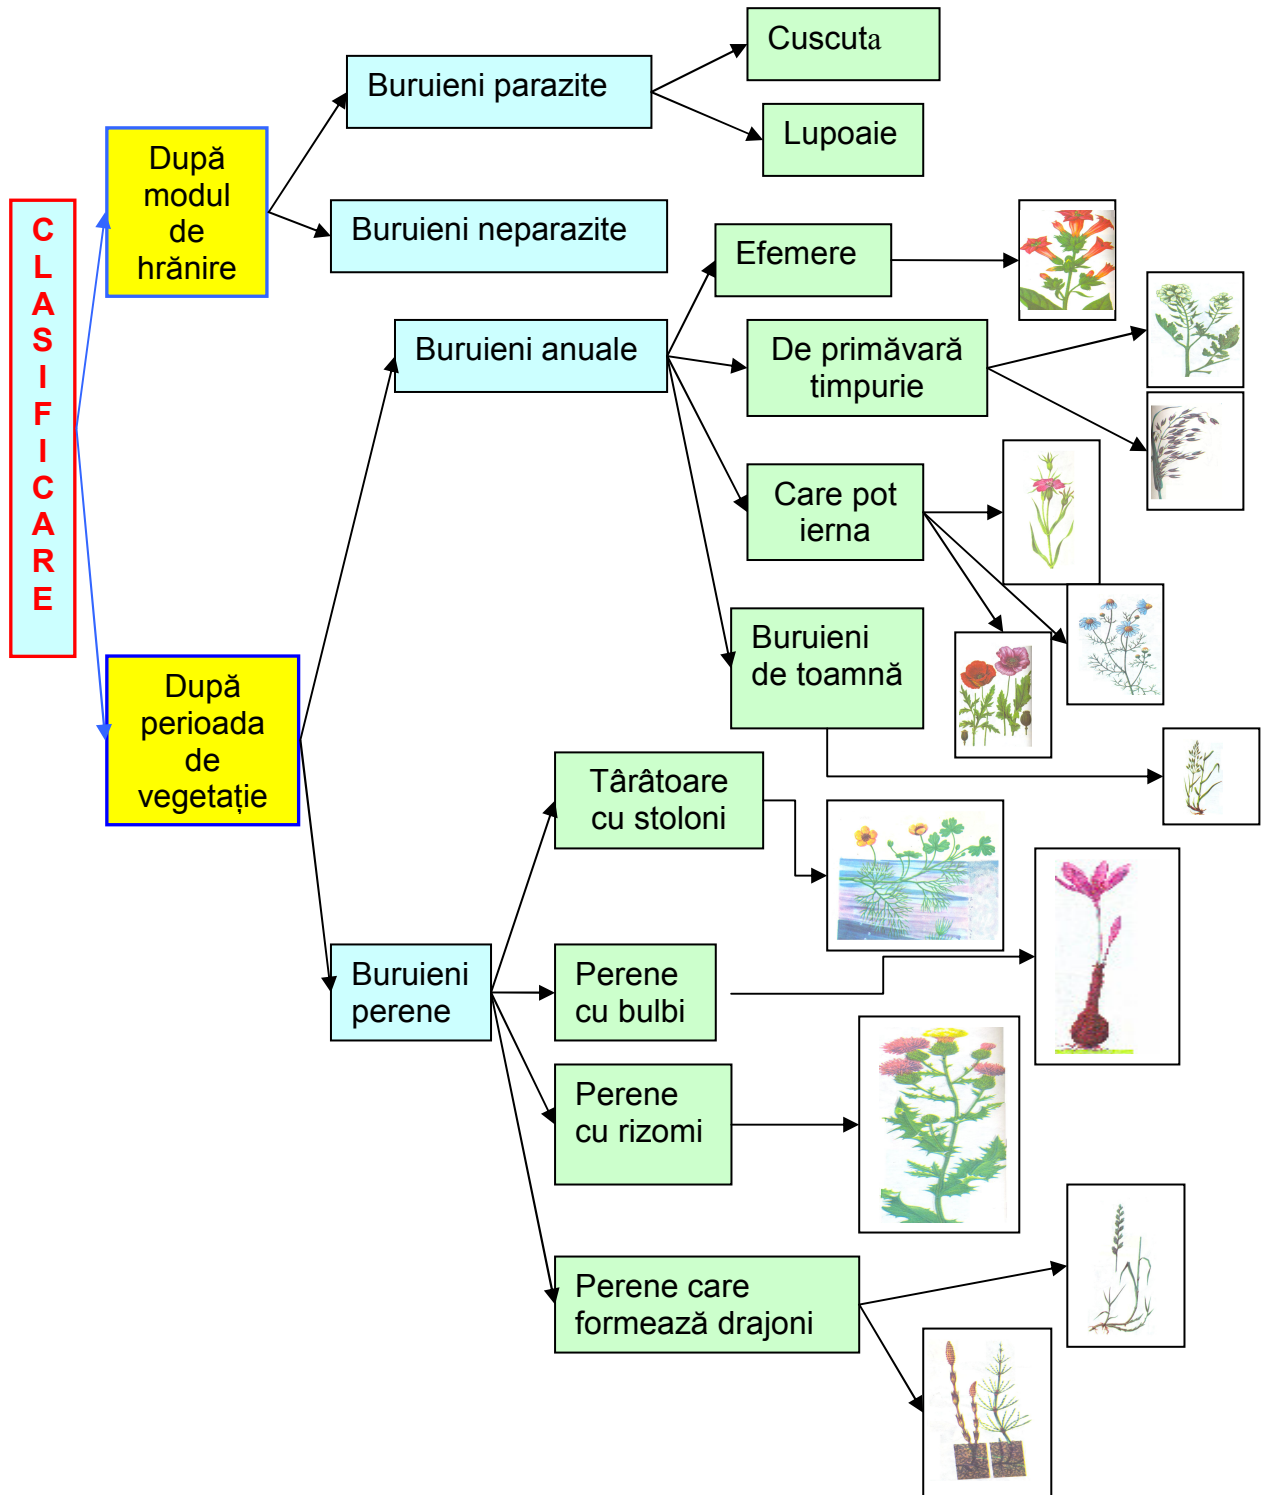 CLASIFICARE
După
modul
de
hrănire
Buruieni parazite
Cuscuta
Lupoaie
Buruieni neparazite
După
perioada
de
vegetație
Buruieni anuale
Efemere
De primăvară
timpurie
Care pot
ierna
Buruieni
de toamnă
Buruieni
perene
Târâtoare
cu stoloni
Perene
cu bulbi
Perene
cu rizomi
Perene care
formează drajoni